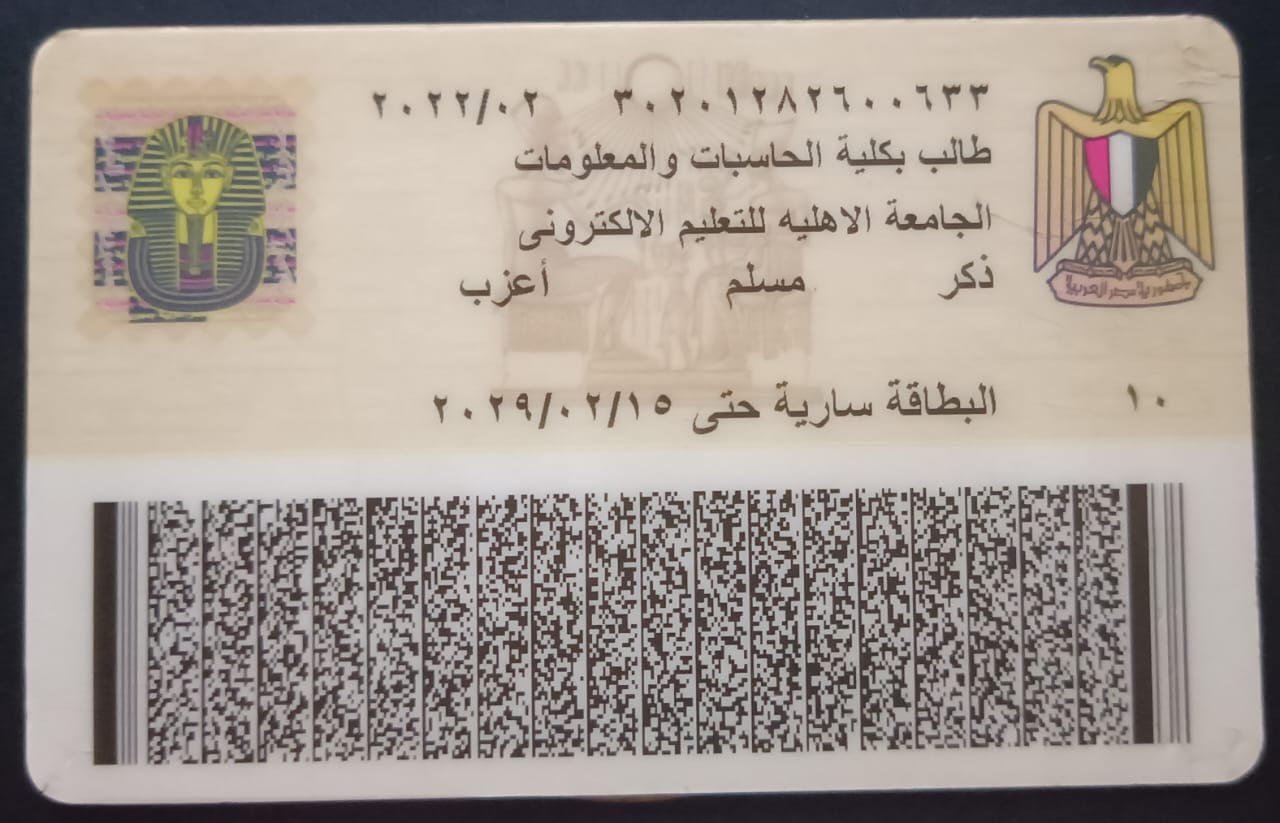 ٣٠٢٠١٢٨٢٦٠٠٦٣٣ ٢٠٢٢/٠٢
طالب بكلية الحاسبات والمعلومات
الجامعة الاهليه للتعليم الالكترونى
ذكر مسلم أعزب
البطاقة سارية حتى ٢٠٢٩/٠٢/١٥
١٠
جمهورية مصر العربية